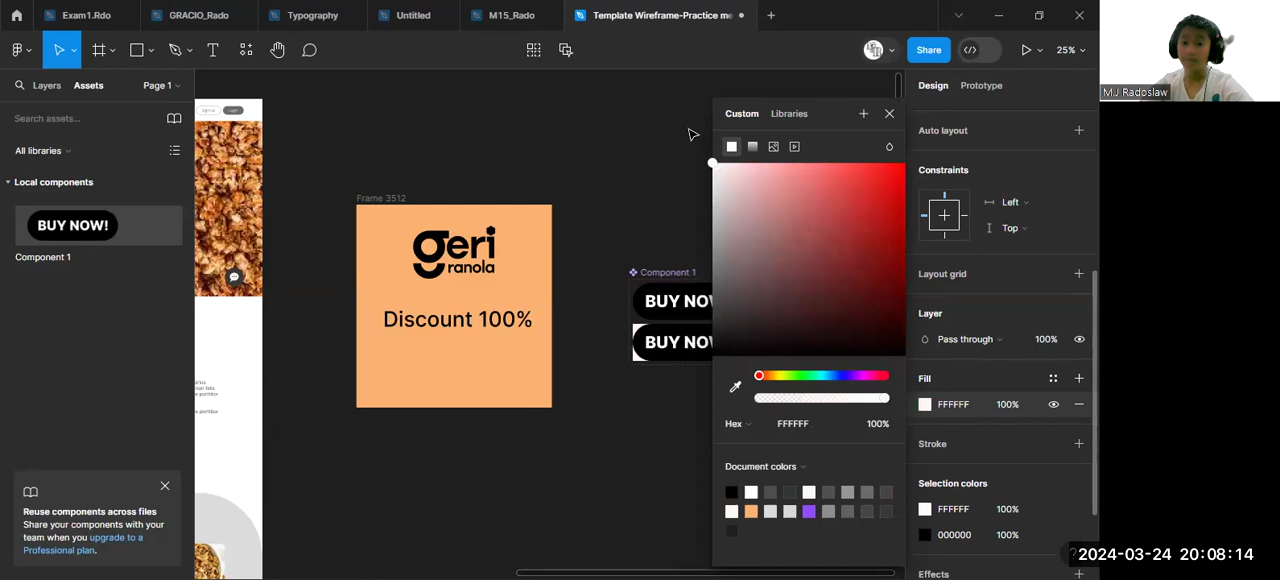 Exam1.Rdo
GRACIO_Rado
Typography
Untitled
M15_Rado
Template Wireframe-Practice me
Share
25%
Layers
Assets
Page 1
Design
Prototype
Search assets...
All libraries
Local components
BUY NOW!
Component 1
Reuse components across files
Share your components with your
team when you upgrade to a
Professional plan.
Frame 3512
geri
ranola
Discount 100%
Component 1
BUY NOW
BUY NOW
Custom
Libraries
Hex
FFFFFF
100%
Document colors
Auto layout
Constraints
Left
Top
Layout grid
Layer
Pass through
100%
Fill
FFFFFF
100%
Stroke
Selection colors
FFFFFF
100%
000000
100%
Effects
MJ Radoslaw
2024-03-24 20:08:14